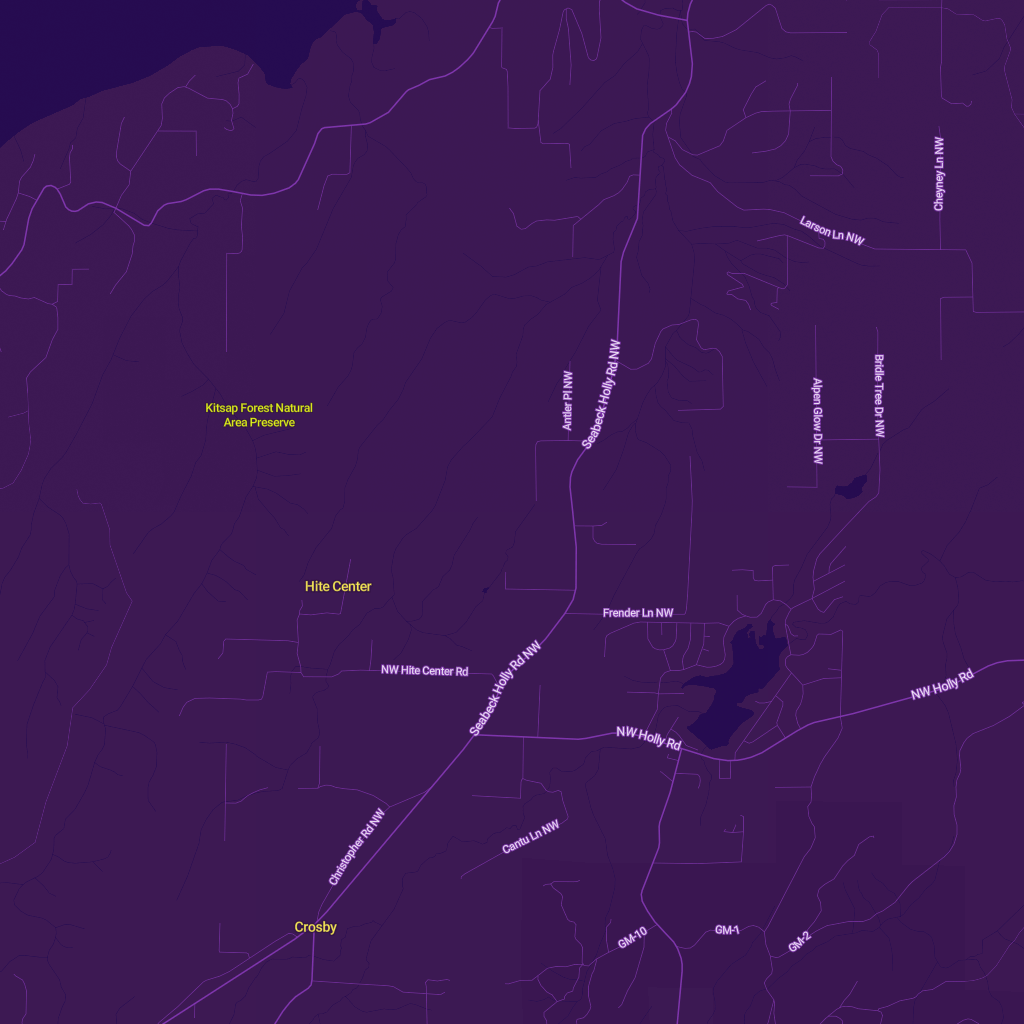 Cheyney Ln NW
Larson Ln NW
Seabeck Holly Rd NW
Antler Pl NW
Alpen Glow Dr NW
Bridle Tree Dr NW
Kitsap Forest Natural
Area Preserve
Hite Center
Frender Ln NW
NW Hite Center Rd
Seabeck Holly Rd NW
NW Holly Rd
NW Holly Rd
Christopher Rd NW
Cantu Ln NW
Crosby
GM-10
GM-1
GM-2